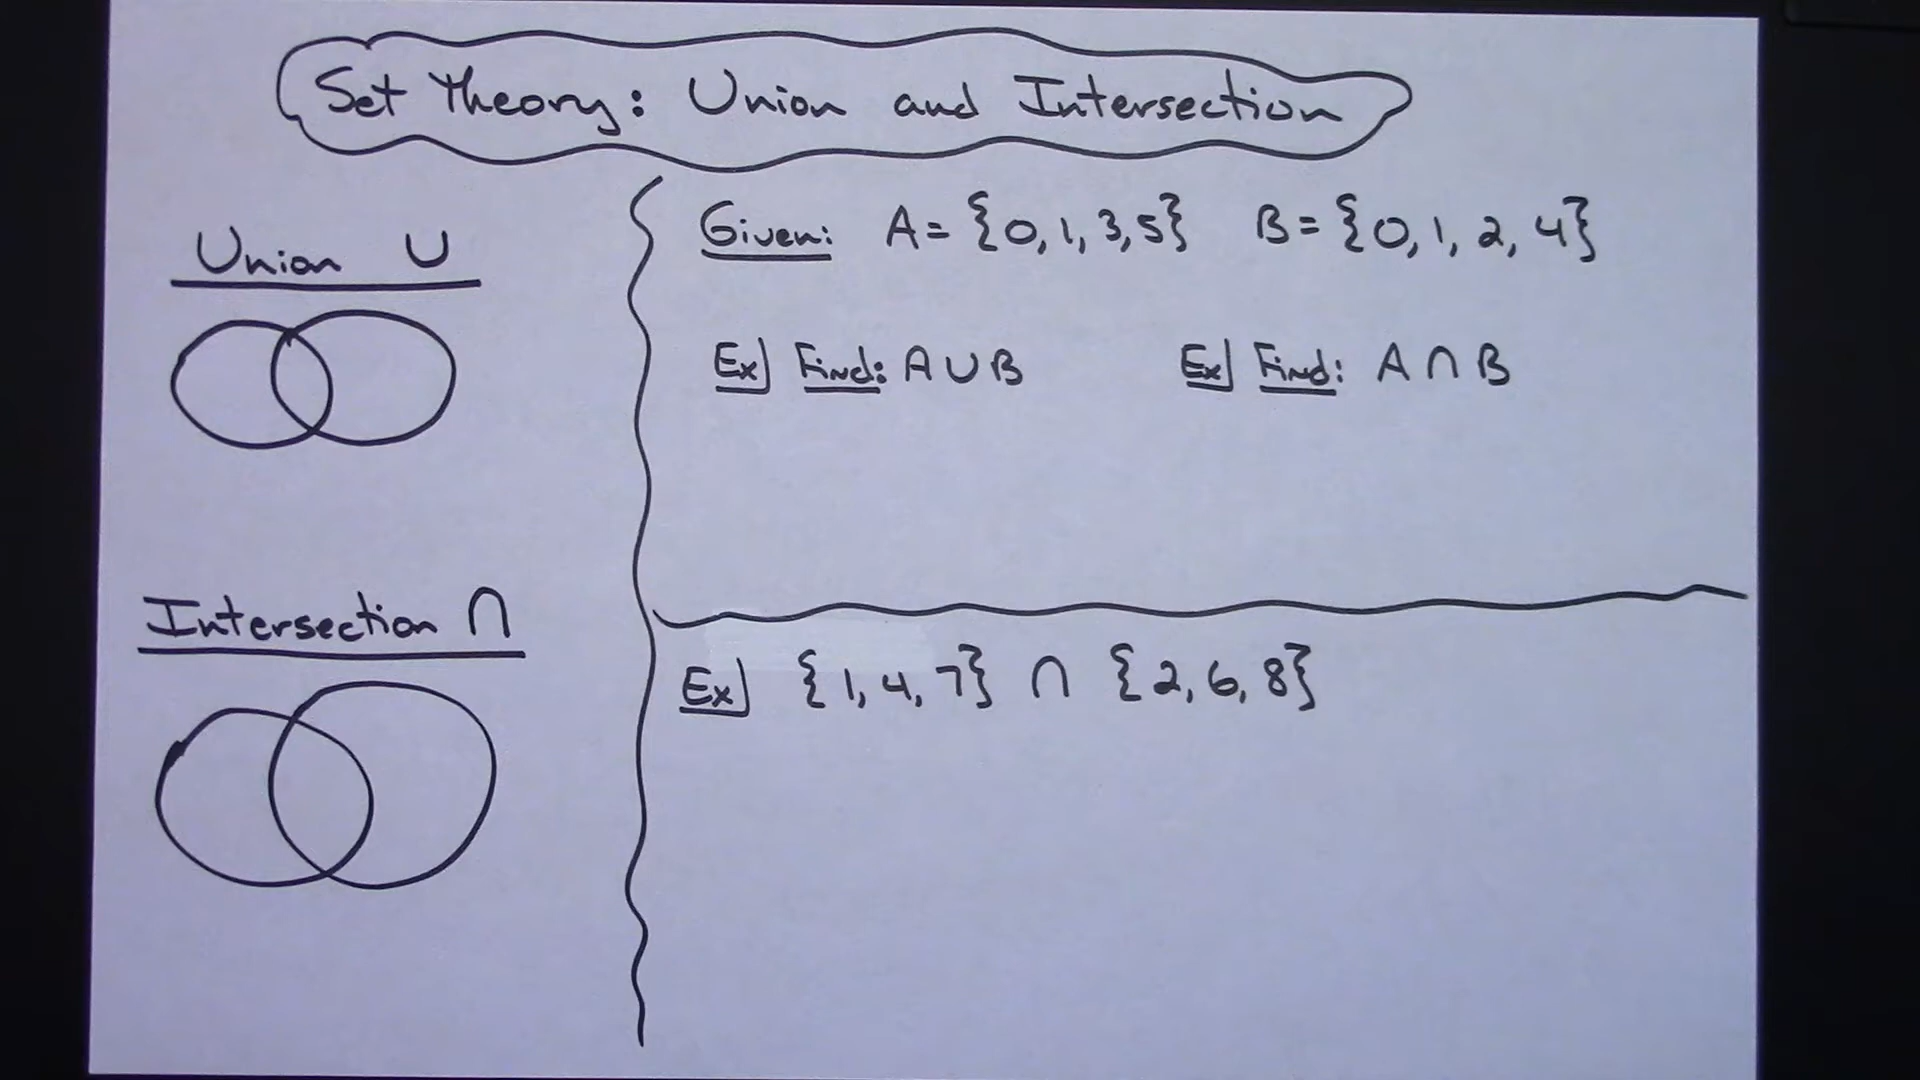 Set Theory: Union and Intersection
Union ∪
Intersection ∩
Given: A = {0, 1, 3, 5} B = {0, 1, 2, 4}
Ex) Find: A ∪ B Ex) Find: A ∩ B
Ex) {1, 4, 7} ∩ {2, 6, 8}